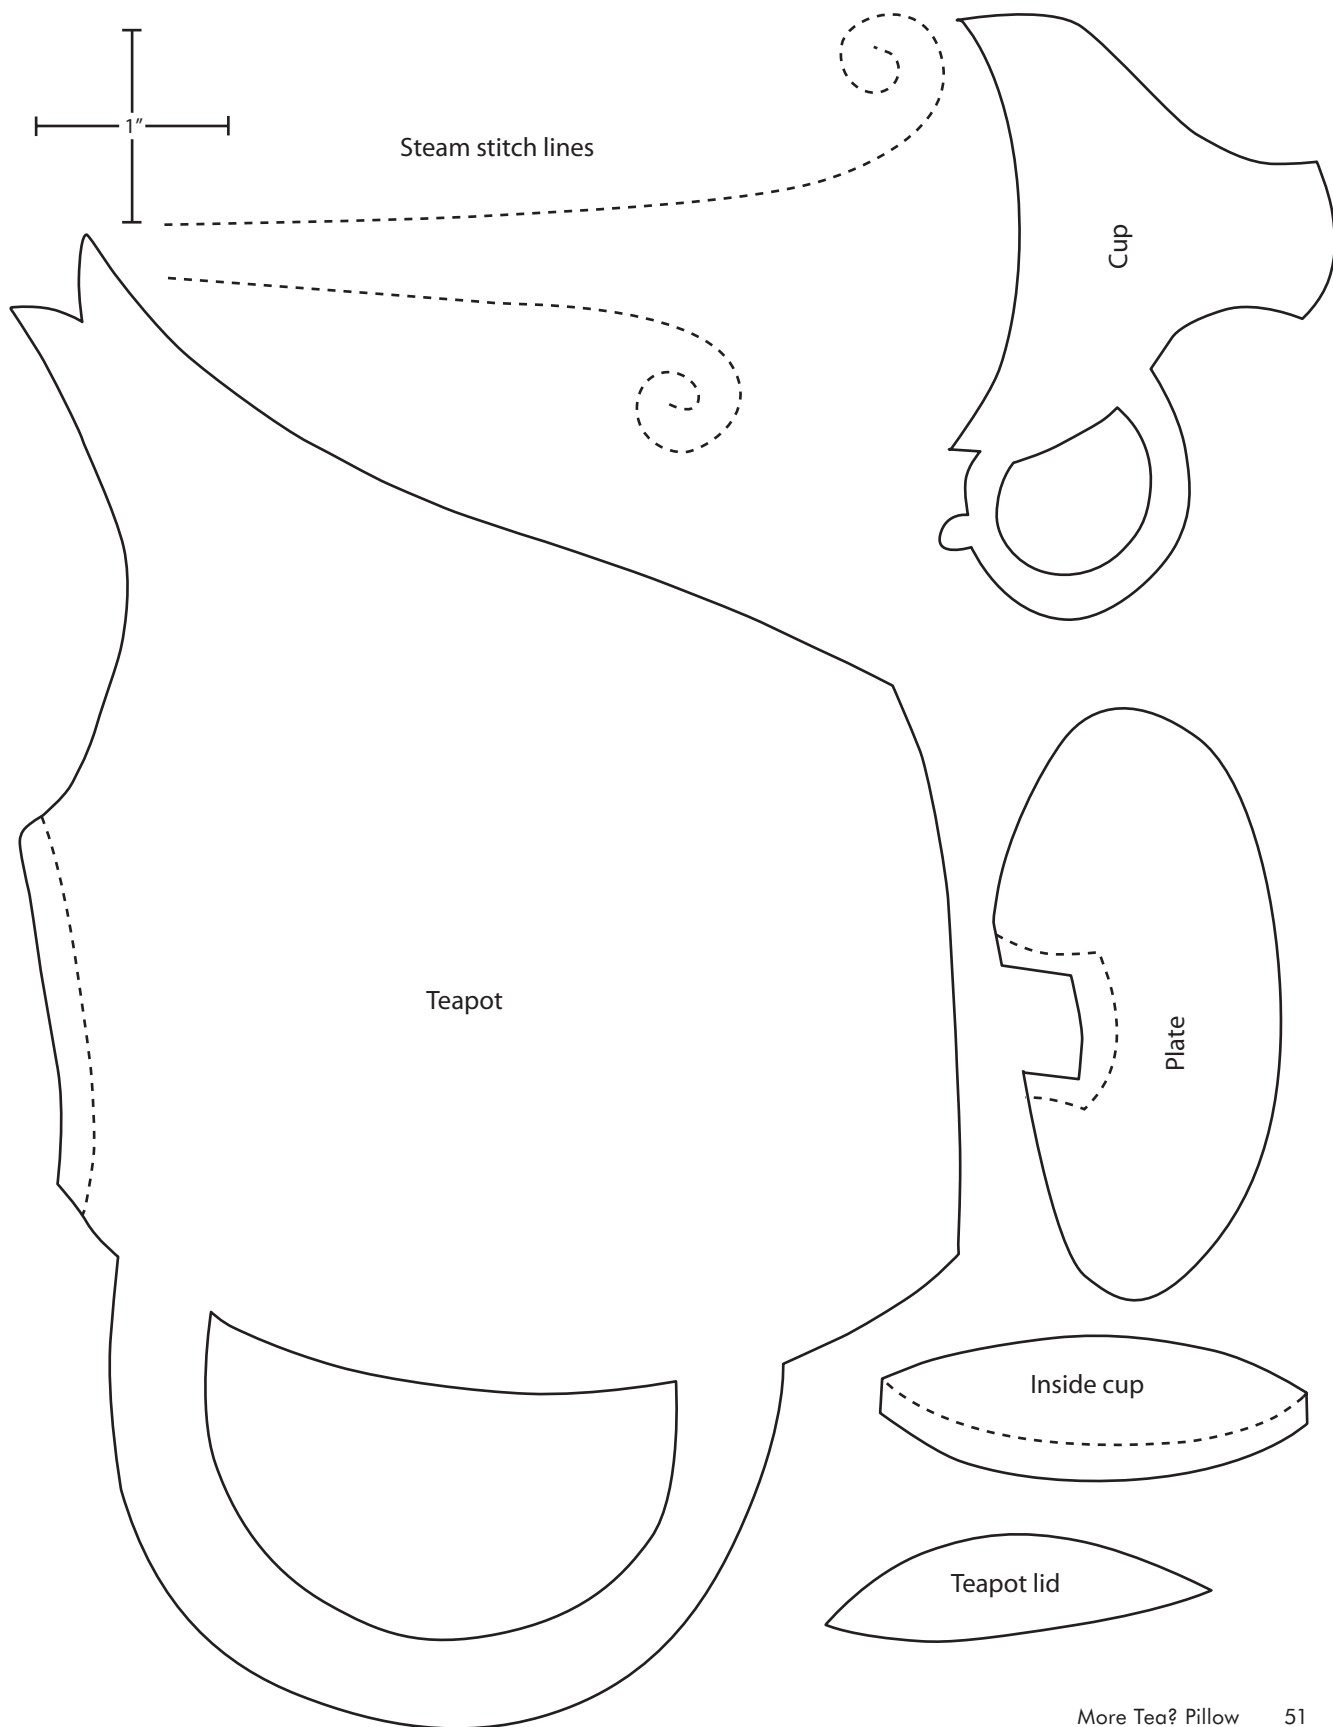 1″
Steam stitch lines
Cup
Teapot
Plate
Inside cup
Teapot lid
More Tea? Pillow 51